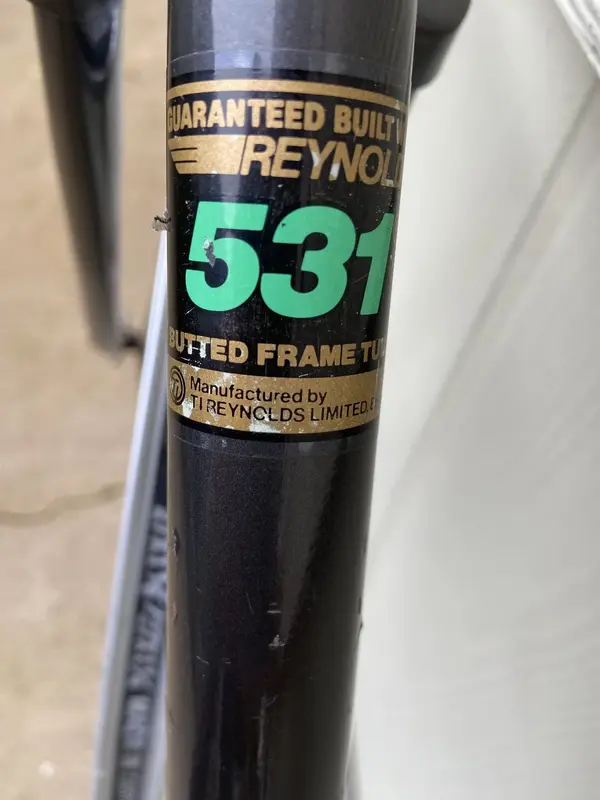 GUARANTEED BUILT
REYNOL
531
BUTTED FRAME TU
Manufactured by
TI REYNOLDS LIMITED, E